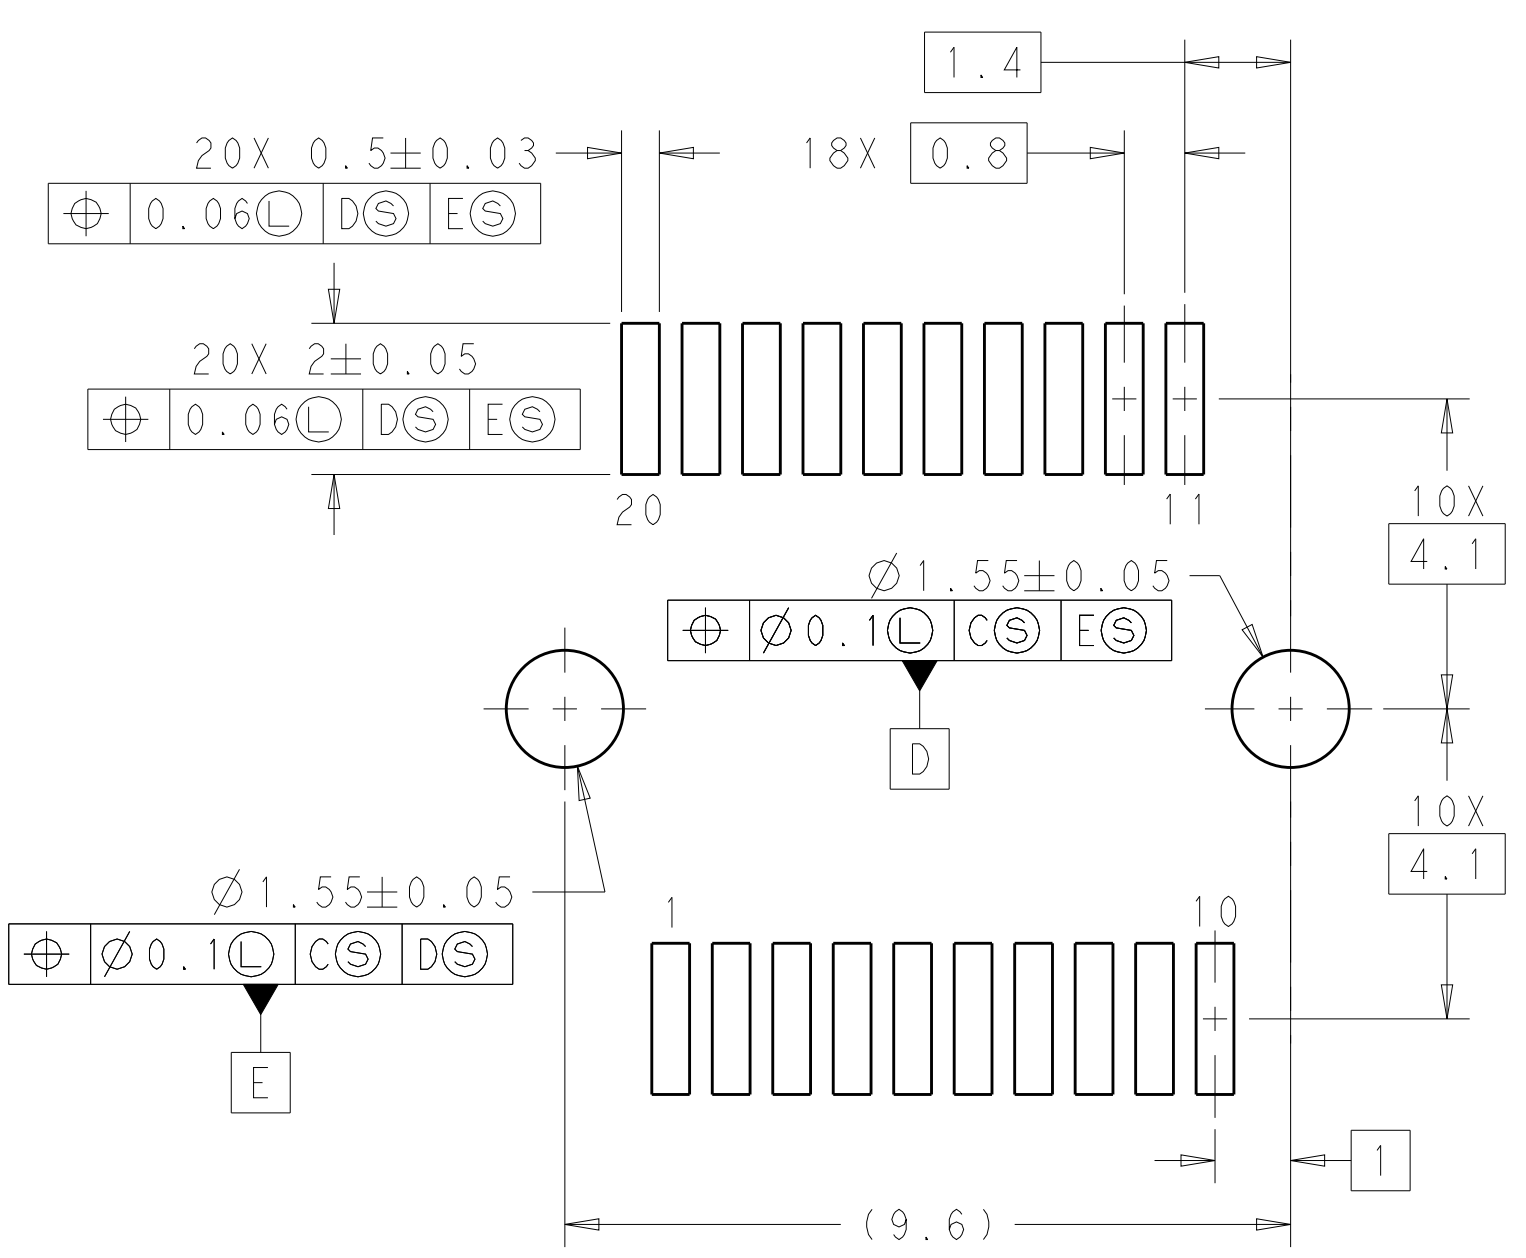 1.4
20X 0.5±0.03
18X 0.8
⌖ 0.06Ⓛ DⓈ EⓈ
20X 2±0.05
⌖ 0.06Ⓛ DⓈ EⓈ
20
11
10X
4.1
Ø1.55±0.05
⌖ Ø0.1Ⓛ CⓈ EⓈ
D
10X
4.1
Ø1.55±0.05
⌖ Ø0.1Ⓛ CⓈ DⓈ
E
1
10
1
(9.6)